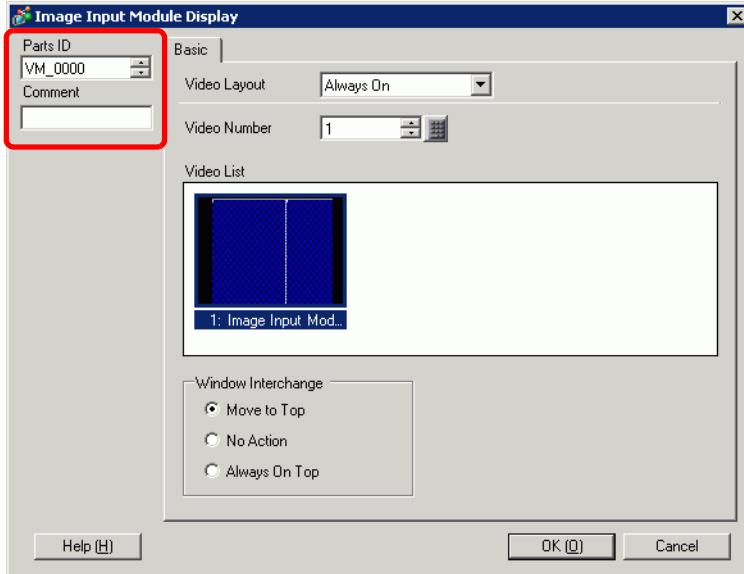 Image Input Module Display
Parts ID
VM_0000
Comment
Basic
Video Layout
Always On
Video Number
1
Video List
1: Image Input Mod...
Window Interchange
Move to Top
No Action
Always On Top
Help (H)
OK (O)
Cancel